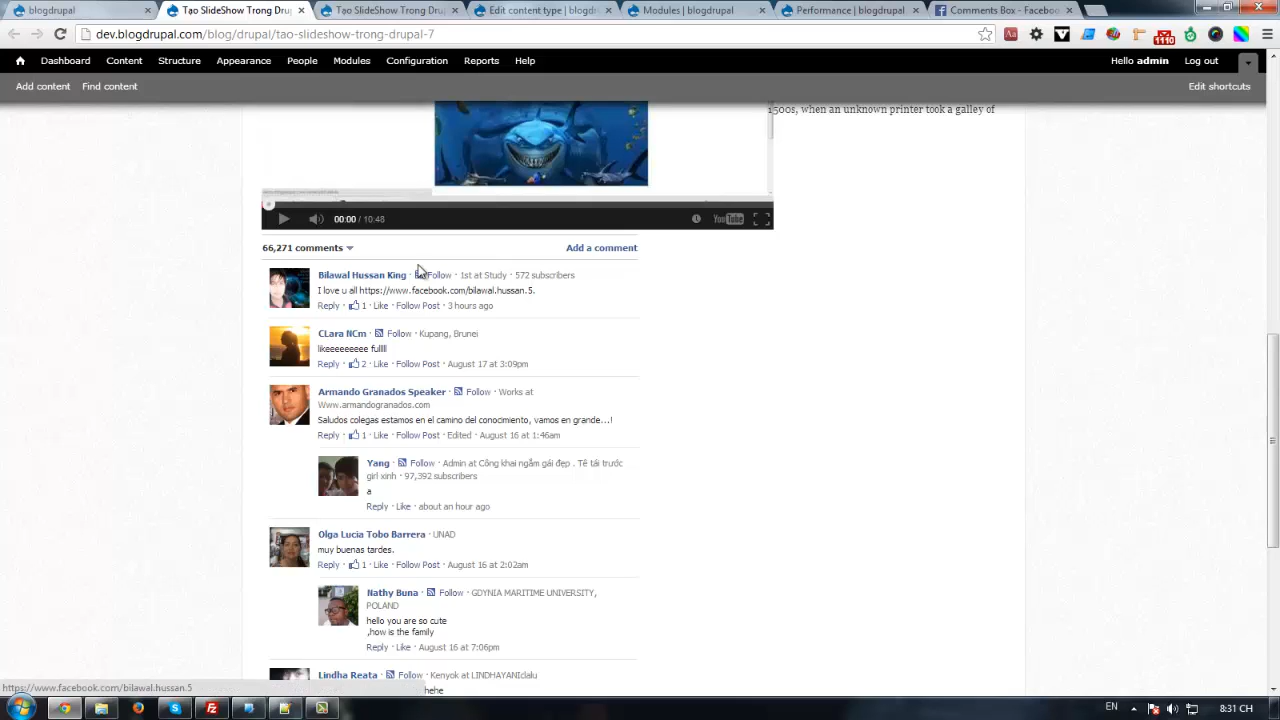 blogdrupal
Tạo SlideShow Trong Drup
Tạo SlideShow Trong Drup
Edit content type | blogdr
Modules | blogdrupal
Performance | blogdrupal
Comments Box - Faceboo
dev.blogdrupal.com/blog/drupal/tao-slideshow-trong-drupal-7
1110
Dashboard Content Structure Appearance People Modules Configuration Reports Help
Hello admin Log out
Add content Find content
Edit shortcuts
1500s, when an unknown printer took a galley of
00:00 / 10:48
YouTube
66,271 comments
Add a comment
Bilawal Hussan King · Follow · 1st at Study · 572 subscribers
I love u all https://www.facebook.com/bilawal.hussan.5.
Reply · 1 · Like · Follow Post · 3 hours ago
CLara NCm · Follow · Kupang, Brunei
likeeeeeeeee fullll
Reply · 2 · Like · Follow Post · August 17 at 3:09pm
Armando Granados Speaker · Follow · Works at
Www.armandogranados.com
Saludos colegas estamos en el camino del conocimiento, vamos en grande...!
Reply · 1 · Like · Follow Post · Edited · August 16 at 1:46am
Yang · Follow · Admin at Công khai ngắm gái đẹp . Tê tái trước
girl xinh · 97,392 subscribers
a
Reply · Like · about an hour ago
Olga Lucia Tobo Barrera · UNAD
muy buenas tardes.
Reply · 1 · Like · Follow Post · August 16 at 2:02am
Nathy Buna · Follow · GDYNIA MARITIME UNIVERSITY,
POLAND
hello you are so cute
,how is the family
Reply · Like · August 16 at 7:06pm
Lindha Reata · Follow · Kenyok at LINDHAYANIclalu
hehe
https://www.facebook.com/bilawal.hussan.5
EN
8:31 CH